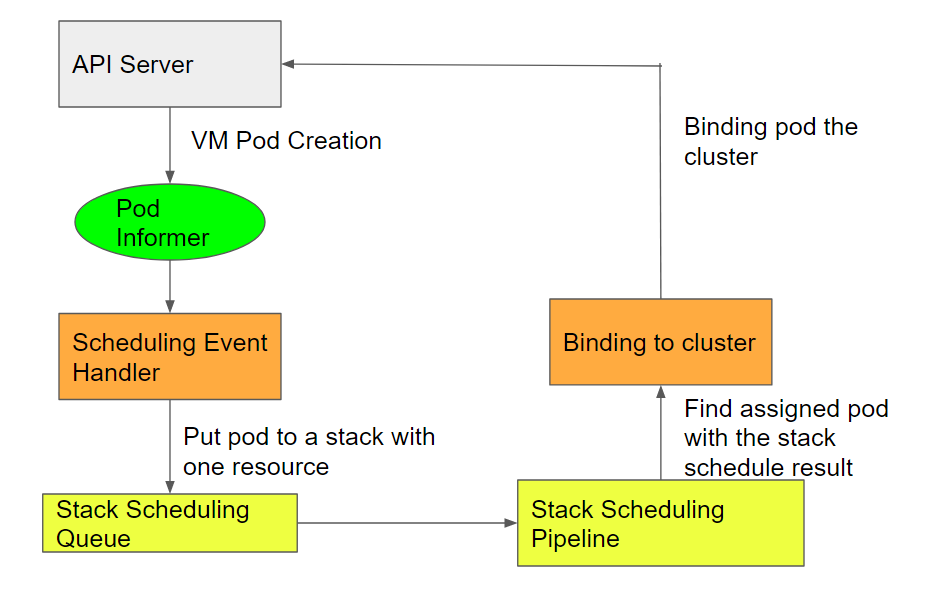 API Server
VM Pod Creation
Binding pod the
cluster
Pod
Informer
Scheduling Event
Handler
Binding to cluster
Put pod to a stack with
one resource
Find assigned pod
with the stack
schedule result
Stack Scheduling
Queue
Stack Scheduling
Pipeline